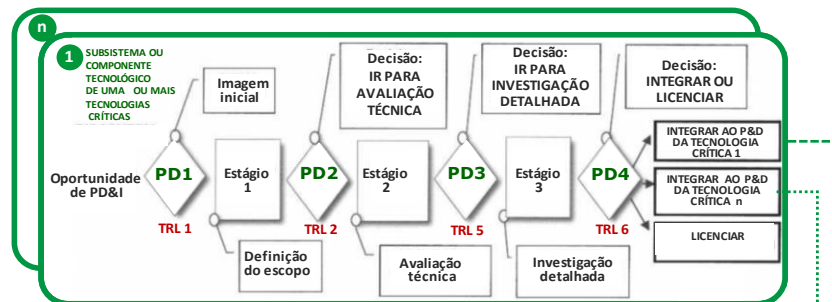 n
1
SUBSISTEMA OU
COMPONENTE
TECNOLÓGICO
DE UMA OU MAIS
TECNOLOGIAS
CRÍTICAS
Imagem
inicial
Decisão:
IR PARA
AVALIAÇÃO
TÉCNICA
Decisão:
IR PARA
INVESTIGAÇÃO
DETALHADA
Decisão:
INTEGRAR OU
LICENCIAR
Oportunidade
de PD&I
PD1
Estágio
1
PD2
Estágio
2
PD3
Estágio
3
PD4
INTEGRAR AO P&D
DA TECNOLOGIA
CRÍTICA 1
INTEGRAR AO P&D
DA TECNOLOGIA
CRÍTICA n
LICENCIAR
TRL 1
TRL 2
TRL 5
TRL 6
Definição
do escopo
Avaliação
técnica
Investigação
detalhada